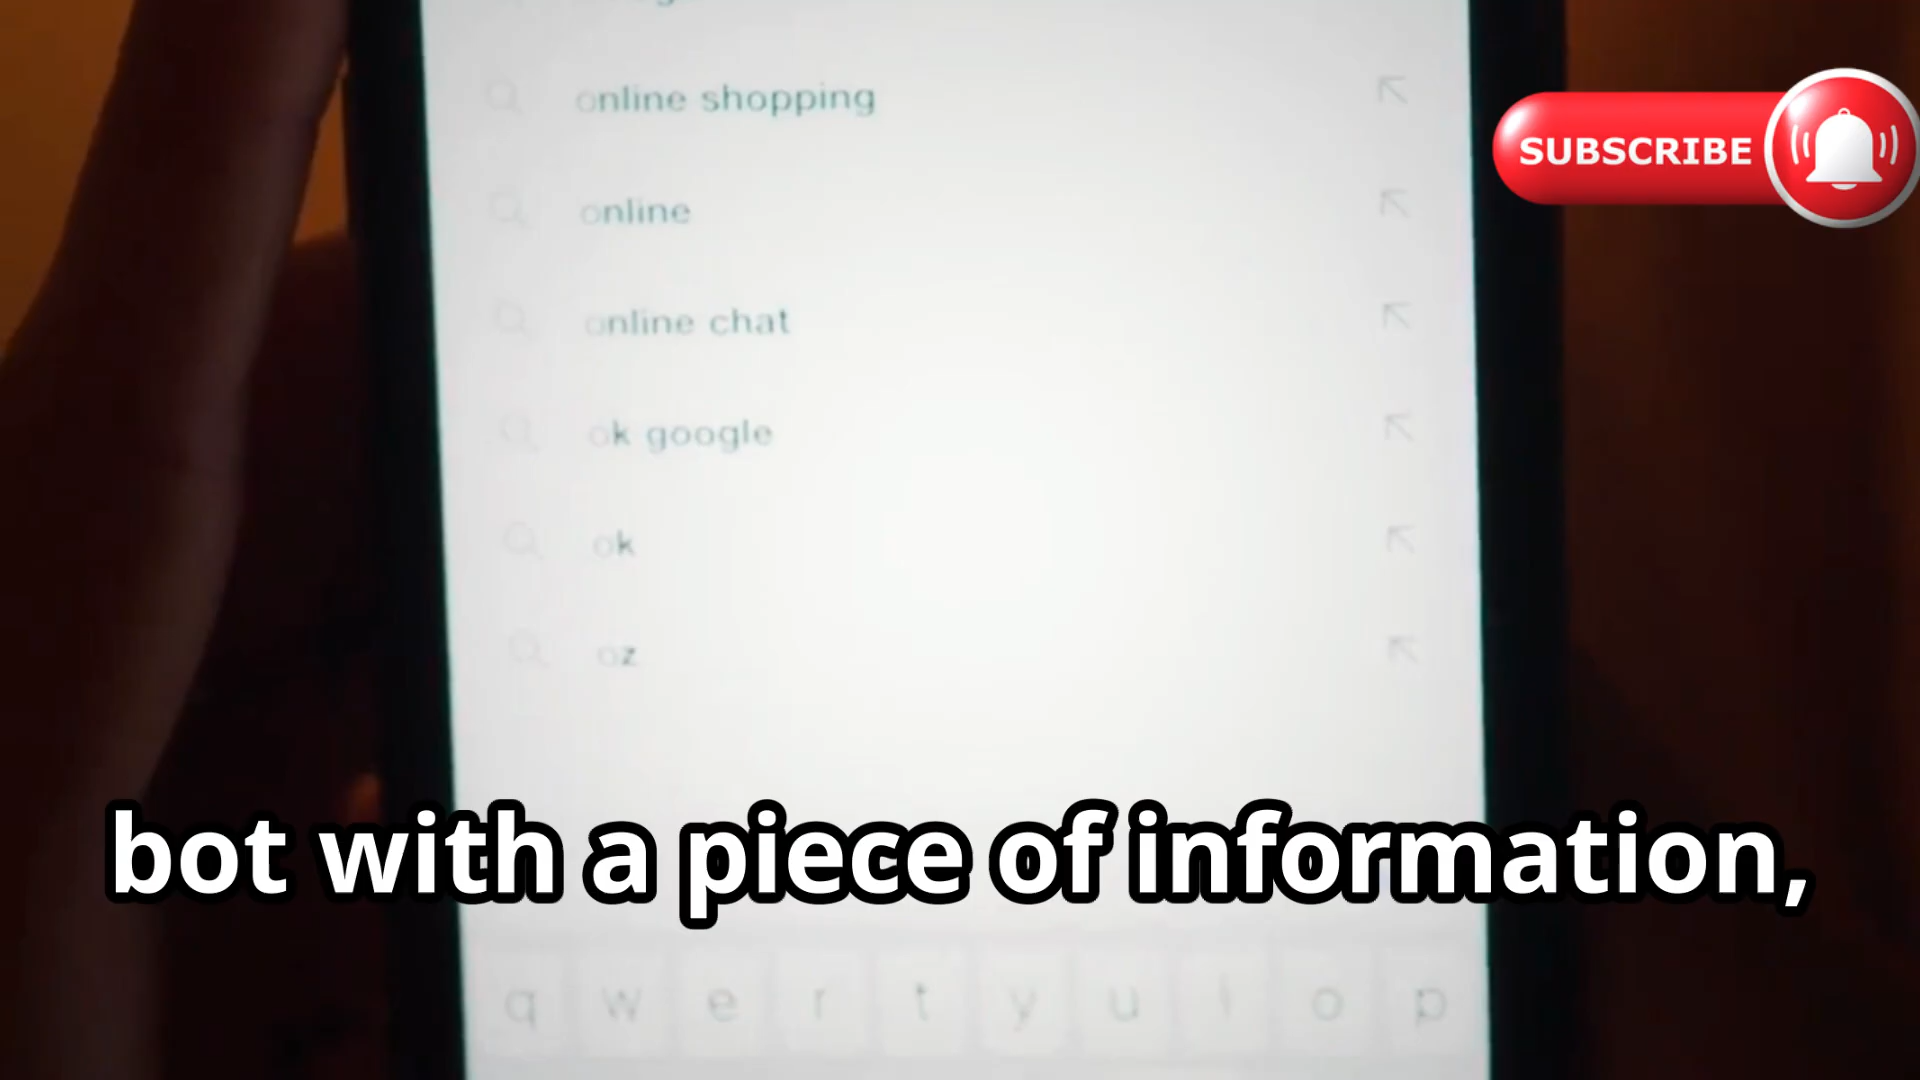 online shopping
SUBSCRIBE
online
online chat
ok google
ok
oz
bot with a piece of information,
q w e r t y u i o p